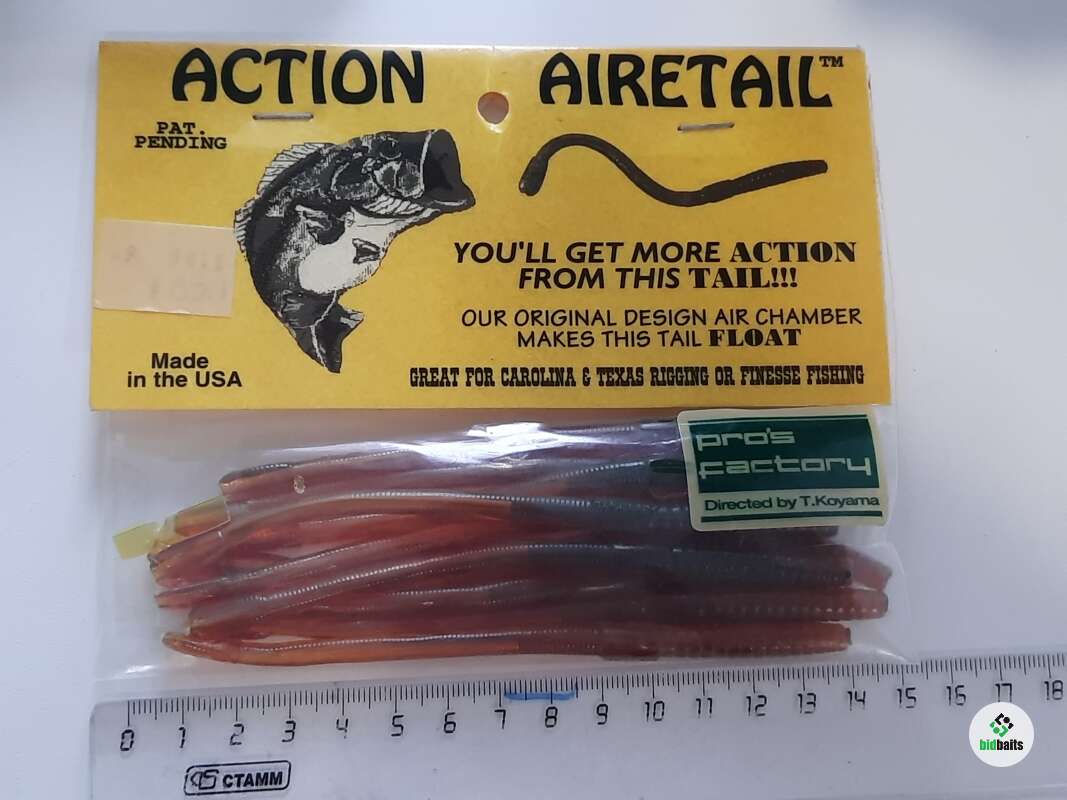 ACTION AIRETAIL™
PAT.
PENDING
YOU'LL GET MORE ACTION
FROM THIS TAIL!!!
OUR ORIGINAL DESIGN AIR CHAMBER
MAKES THIS TAIL FLOAT
Made
in the USA
GREAT FOR CAROLINA & TEXAS RIGGING OR FINESSE FISHING
pro's
factory
Directed by T.Koyama
0 1 2 3 4 5 6 7 8 9 10 11 12 13 14 15 16 17 18
СТАММ
bidbaits